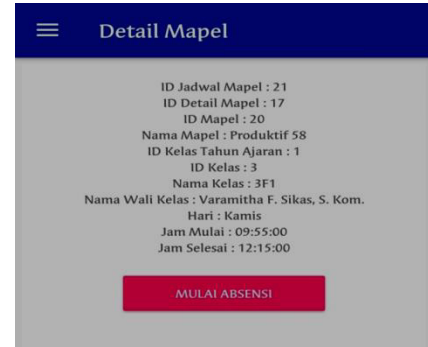 Detail Mapel
ID Jadwal Mapel : 21
ID Detail Mapel : 17
ID Mapel : 20
Nama Mapel : Produktif 58
ID Kelas Tahun Ajaran : 1
ID Kelas : 3
Nama Kelas : 3F1
Nama Wali Kelas : Varamitha F. Sikas, S. Kom.
Hari : Kamis
Jam Mulai : 09:55:00
Jam Selesai : 12:15:00
MULAI ABSENSI